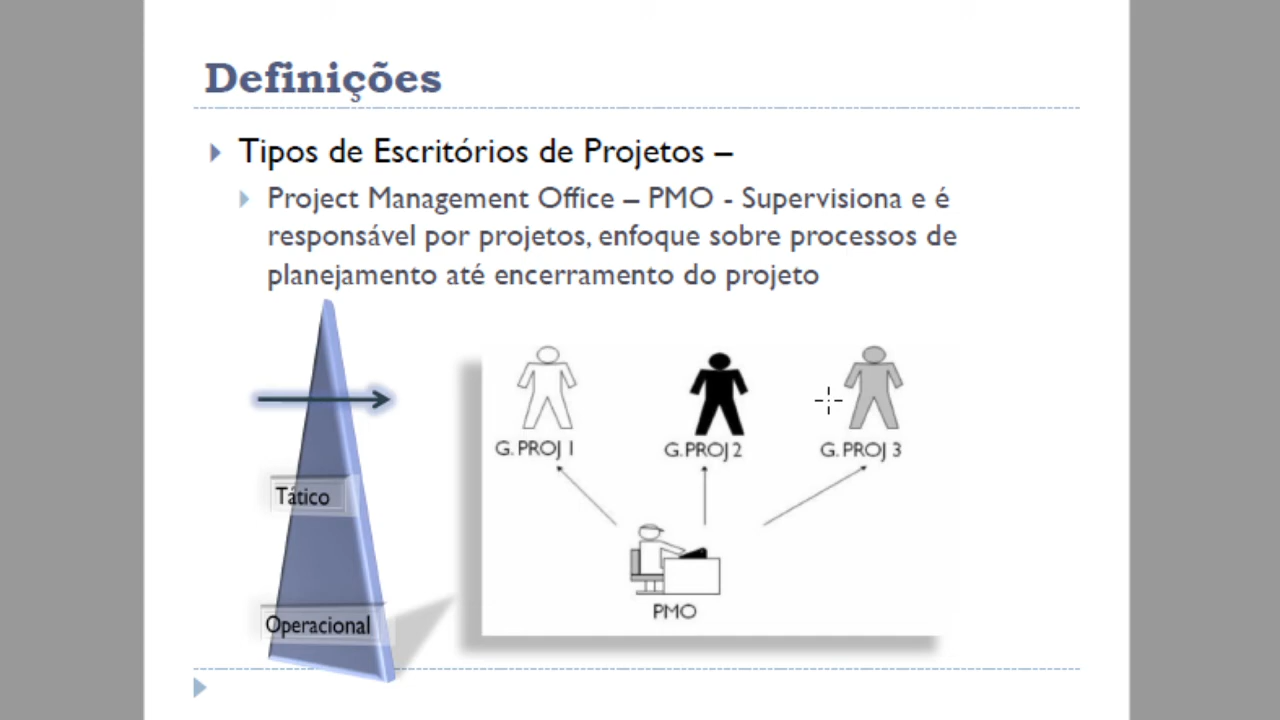 Definições
Tipos de Escritórios de Projetos –
Project Management Office – PMO - Supervisiona e é
responsável por projetos, enfoque sobre processos de
planejamento até encerramento do projeto
G. PROJ 1
G.PROJ 2
G. PROJ 3
Tático
PMO
Operacional